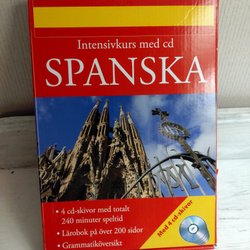 Intensivkurs med cd
SPANSKA
• 4 cd-skivor med totalt
240 minuter speltid
• Lärobok på över 200 sidor
• Grammatiköversikt
Med 4 cd-skivor